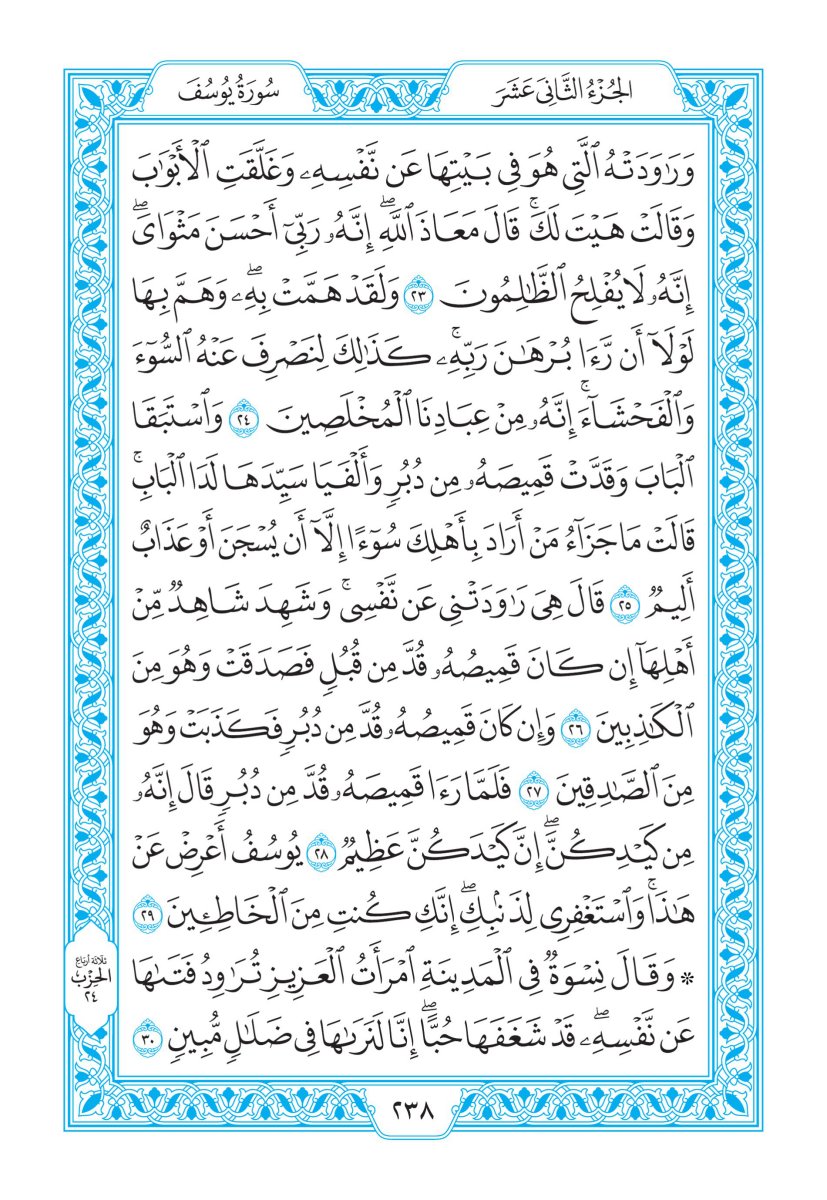 الجُزْءُ الثَّانِيَ عَشَرَ
سُورَةُ يُوسُفَ
وَرَٰوَدَتْهُ ٱلَّتِى هُوَ فِى بَيْتِهَا عَن نَّفْسِهِۦ وَغَلَّقَتِ ٱلْأَبْوَٰبَ
وَقَالَتْ هَيْتَ لَكَ ۚ قَالَ مَعَاذَ ٱللَّهِ ۖ إِنَّهُۥ رَبِّىٓ أَحْسَنَ مَثْوَاىَ ۖ
إِنَّهُۥ لَا يُفْلِحُ ٱلظَّٰلِمُونَ ٢٣ وَلَقَدْ هَمَّتْ بِهِۦ ۖ وَهَمَّ بِهَا
لَوْلَآ أَن رَّءَا بُرْهَٰنَ رَبِّهِۦ ۚ كَذَٰلِكَ لِنَصْرِفَ عَنْهُ ٱلسُّوٓءَ
وَٱلْفَحْشَآءَ ۚ إِنَّهُۥ مِنْ عِبَادِنَا ٱلْمُخْلَصِينَ ٢٤ وَٱسْتَبَقَا
ٱلْبَابَ وَقَدَّتْ قَمِيصَهُۥ مِن دُبُرٍ وَأَلْفَيَا سَيِّدَهَا لَدَا ٱلْبَابِ ۚ
قَالَتْ مَا جَزَآءُ مَنْ أَرَادَ بِأَهْلِكَ سُوٓءًا إِلَّآ أَن يُسْجَنَ أَوْ عَذَابٌ
أَلِيمٌ ٢٥ قَالَ هِىَ رَٰوَدَتْنِى عَن نَّفْسِى ۚ وَشَهِدَ شَاهِدٌ مِّنْ
أَهْلِهَآ إِن كَانَ قَمِيصُهُۥ قُدَّ مِن قُبُلٍ فَصَدَقَتْ وَهُوَ مِنَ
ٱلْكَٰذِبِينَ ٢٦ وَإِن كَانَ قَمِيصُهُۥ قُدَّ مِن دُبُرٍ فَكَذَبَتْ وَهُوَ
مِنَ ٱلصَّٰدِقِينَ ٢٧ فَلَمَّا رَءَا قَمِيصَهُۥ قُدَّ مِن دُبُرٍ قَالَ إِنَّهُۥ
مِن كَيْدِكُنَّ ۖ إِنَّ كَيْدَكُنَّ عَظِيمٌ ٢٨ يُوسُفُ أَعْرِضْ عَنْ
هَٰذَا ۚ وَٱسْتَغْفِرِى لِذَنۢبِكِ ۖ إِنَّكِ كُنتِ مِنَ ٱلْخَاطِـِٔينَ ٢٩
۞ وَقَالَ نِسْوَةٌ فِى ٱلْمَدِينَةِ ٱمْرَأَتُ ٱلْعَزِيزِ تُرَٰوِدُ فَتَىٰهَا
عَن نَّفْسِهِۦ ۖ قَدْ شَغَفَهَا حُبًّا ۖ إِنَّا لَنَرَىٰهَا فِى ضَلَٰلٍ مُّبِينٍ ٣٠
ثلاثة أرباع
الحِزْب
٢٤
٢٣٨